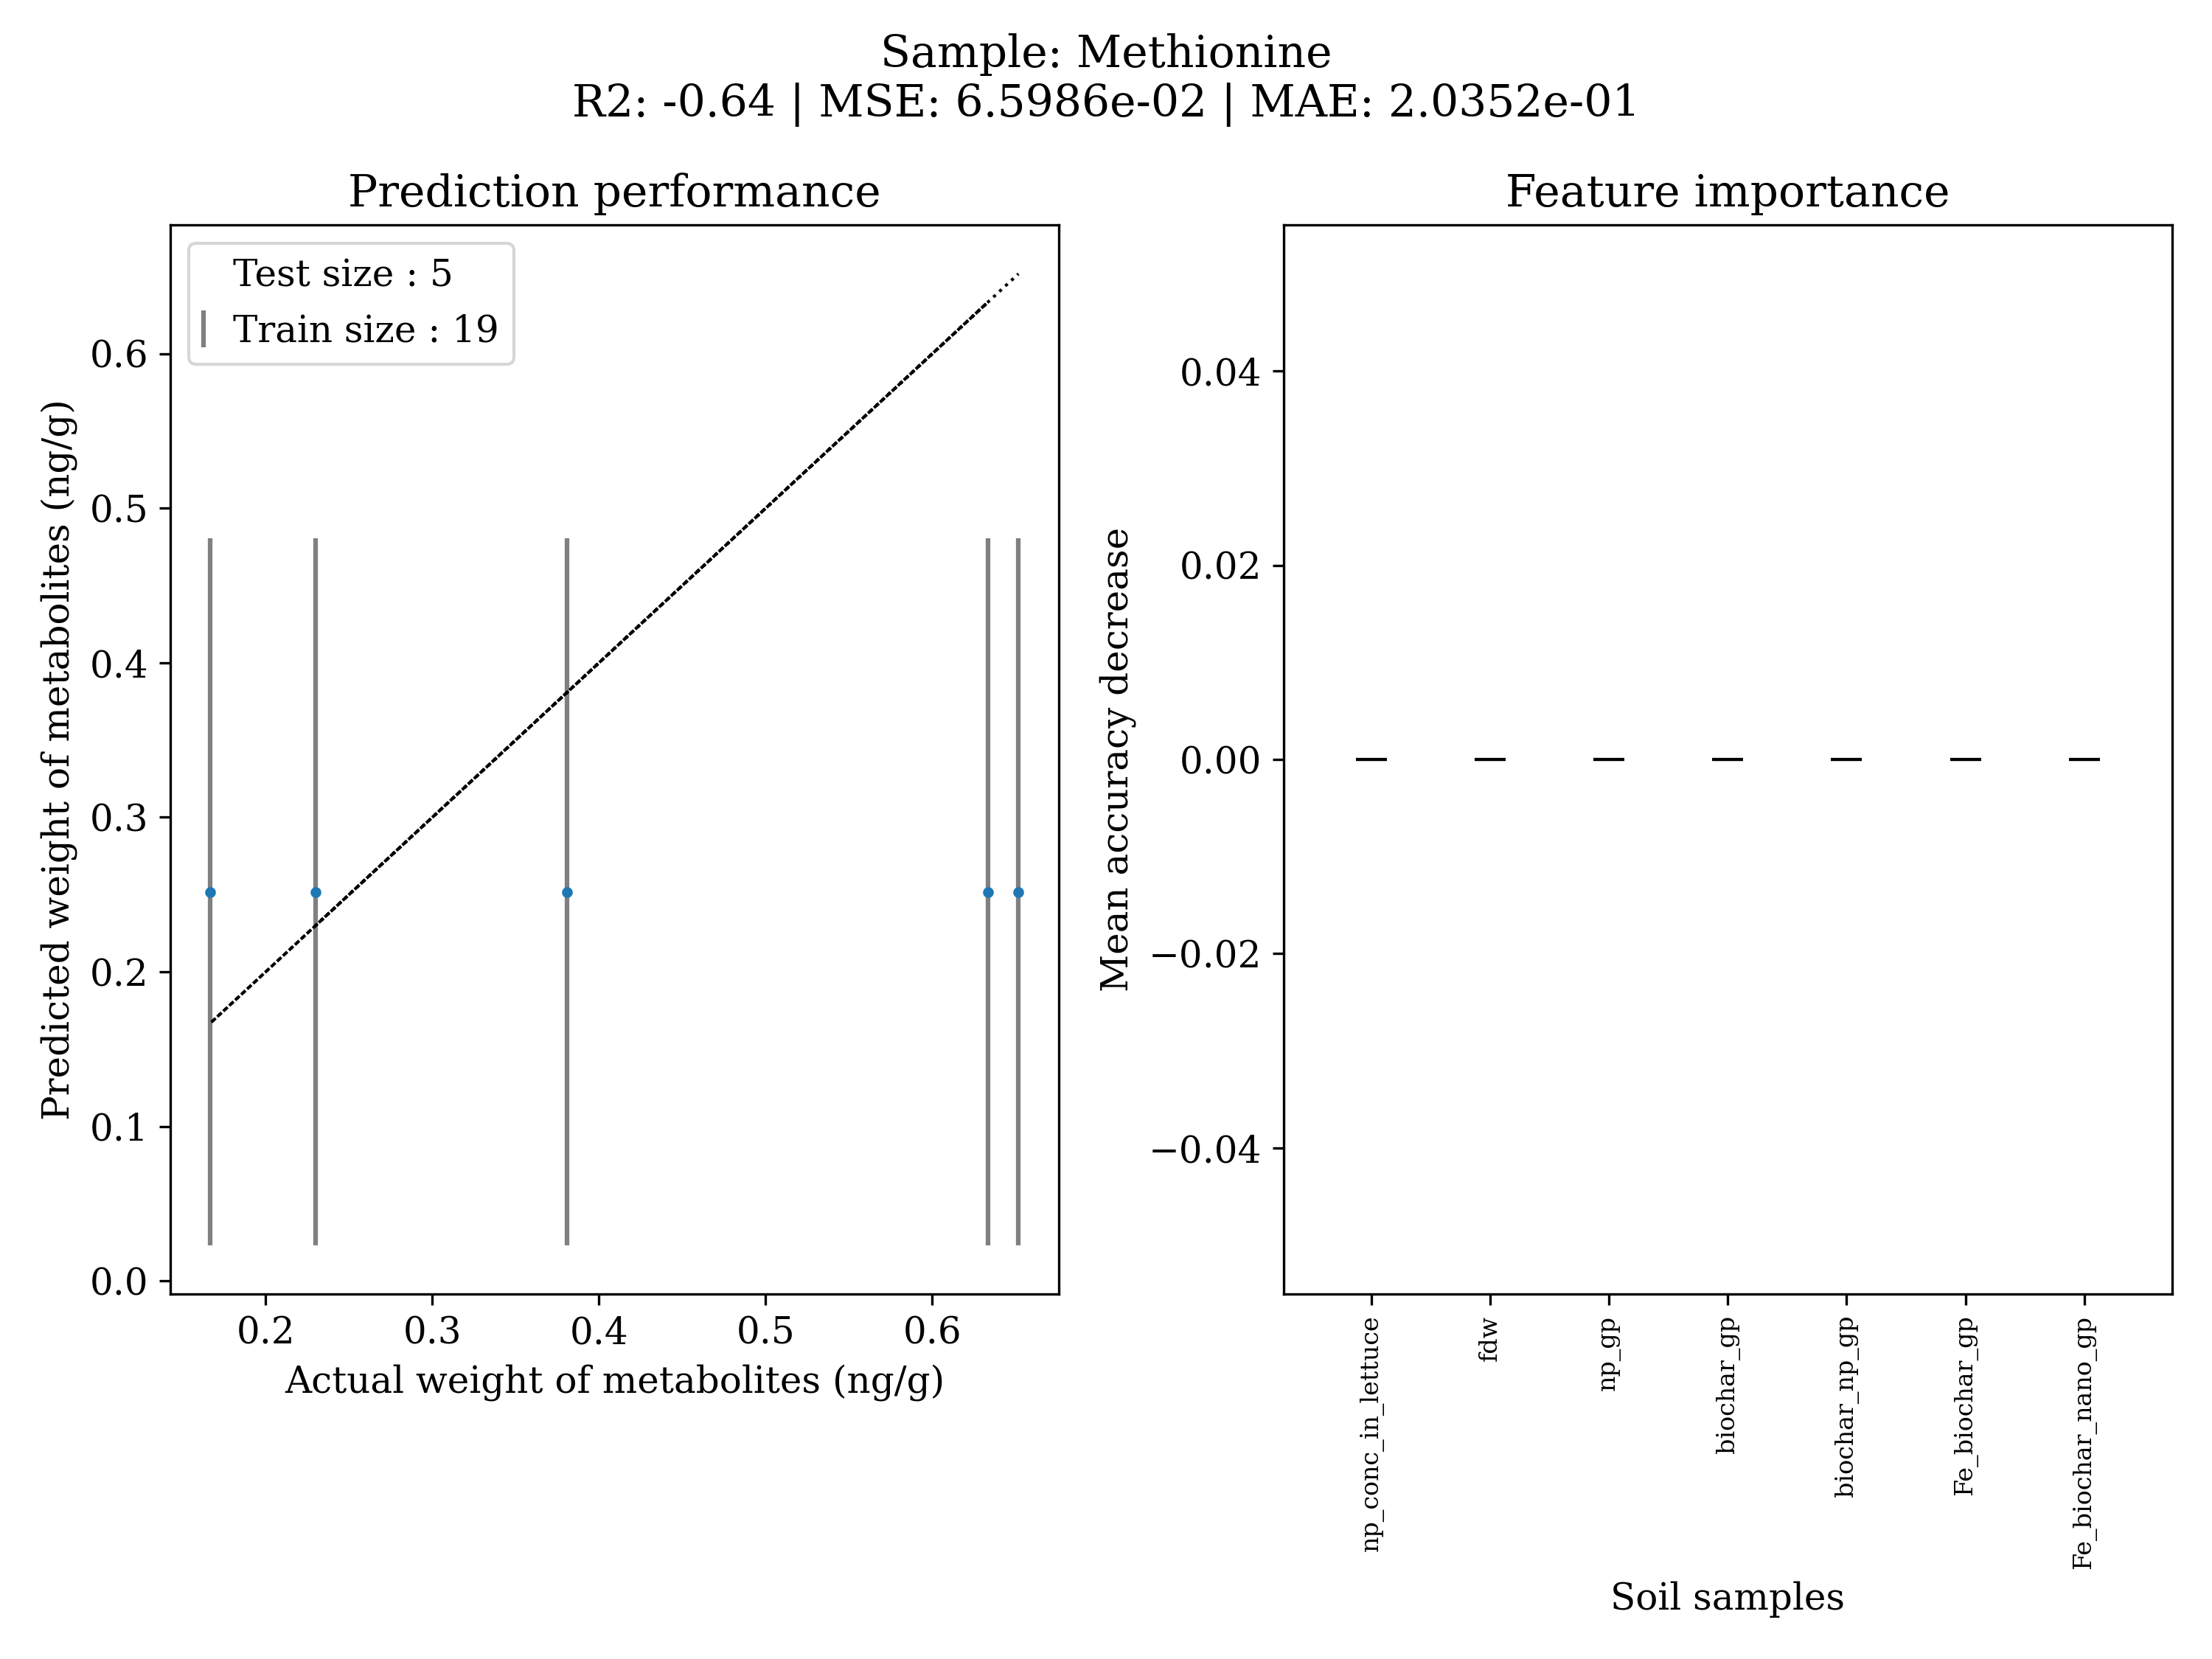 Sample: Methionine
R2: -0.64 | MSE: 6.5986e-02 | MAE: 2.0352e-01
Prediction performance
Test size : 5
Train size : 19
Predicted weight of metabolites (ng/g)
0.6
0.5
0.4
0.3
0.2
0.1
0.0
0.2 0.3 0.4 0.5 0.6
Actual weight of metabolites (ng/g)
Feature importance
Mean accuracy decrease
0.04
0.02
0.00
−0.02
−0.04
np_conc_in_lettuce
fdw
np_gp
biochar_gp
biochar_np_gp
Fe_biochar_gp
Fe_biochar_nano_gp
Soil samples